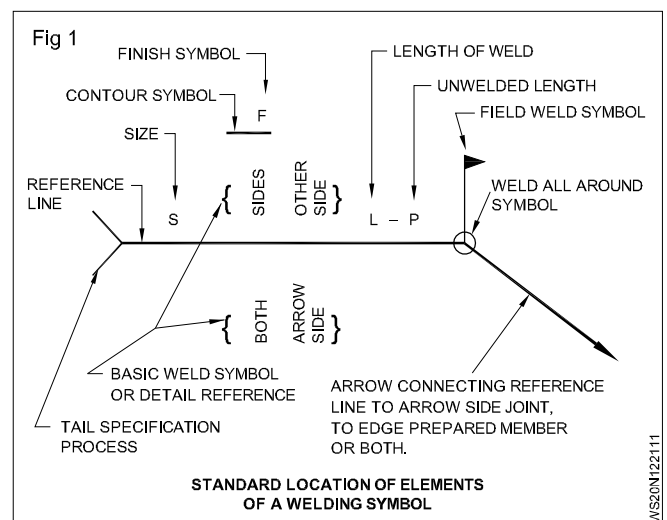 Fig 1
FINISH SYMBOL
CONTOUR SYMBOL
F
SIZE
REFERENCE
LINE
S
{ SIDES OTHER
SIDE }
LENGTH OF WELD
UNWELDED LENGTH
FIELD WELD SYMBOL
L – P
WELD ALL AROUND
SYMBOL
{ BOTH ARROW
SIDE }
BASIC WELD SYMBOL
OR DETAIL REFERENCE
TAIL SPECIFICATION
PROCESS
ARROW CONNECTING REFERENCE
LINE TO ARROW SIDE JOINT,
TO EDGE PREPARED MEMBER
OR BOTH.
STANDARD LOCATION OF ELEMENTS
OF A WELDING SYMBOL
WS20N122111